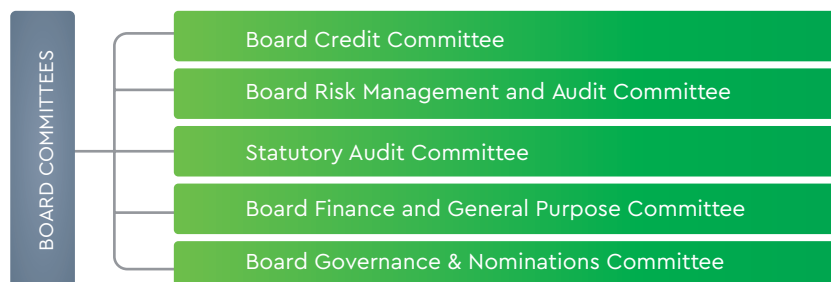 BOARD COMMITTEES
Board Credit Committee
Board Risk Management and Audit Committee
Statutory Audit Committee
Board Finance and General Purpose Committee
Board Governance & Nominations Committee